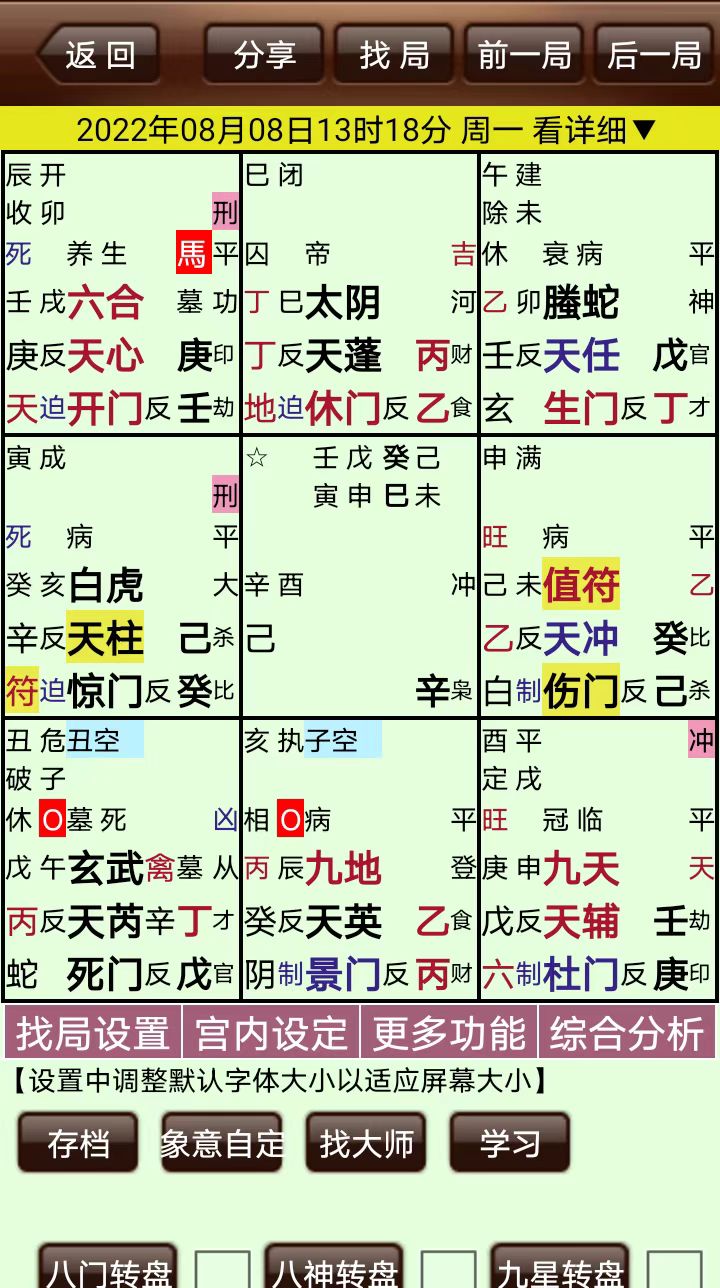 返回 分享 找局 前一局 后一局
2022年08月08日13时18分 周一 看详细▼
辰 开
收 卯 刑
死 养 生 馬 平
壬 戌 六合 墓 功
庚 反 天心 庚 印
天 迫 开门 反 壬 劫
巳 闭
囚 帝 吉
丁 巳 太阴 河
丁 反 天蓬 丙 财
地 迫 休门 反 乙 食
午 建
除 未
休 衰 病 平
乙 卯 螣蛇 神
壬 反 天任 戊 官
玄 生门 反 丁 才
寅 成
刑
死 病 平
癸 亥 白虎 大
辛 反 天柱 己 杀
符 迫 惊门 反 癸 比
☆ 壬 戊 癸 己
寅 申 巳 未
辛 酉 冲
己
辛 枭
申 满
旺 病 平
己 未 值符 乙
乙 反 天冲 癸 比
白 制 伤门 反 己 杀
丑 危 丑空
破 子
休 O 墓 死 凶
戊 午 玄武 禽 墓 从
丙 反 天芮 辛 丁 才
蛇 死门 反 戊 官
亥 执 子空
相 O 病 平
丙 辰 九地 登
癸 反 天英 乙 食
阴 制 景门 反 丙 财
酉 平 冲
定 戌
旺 冠 临 平
庚 申 九天 天
戊 反 天辅 壬 劫
六 制 杜门 反 庚 印
找局设置 宫内设定 更多功能 综合分析
【设置中调整默认字体大小以适应屏幕大小】
存档 象意自定 找大师 学习
八门转盘 八神转盘 九星转盘